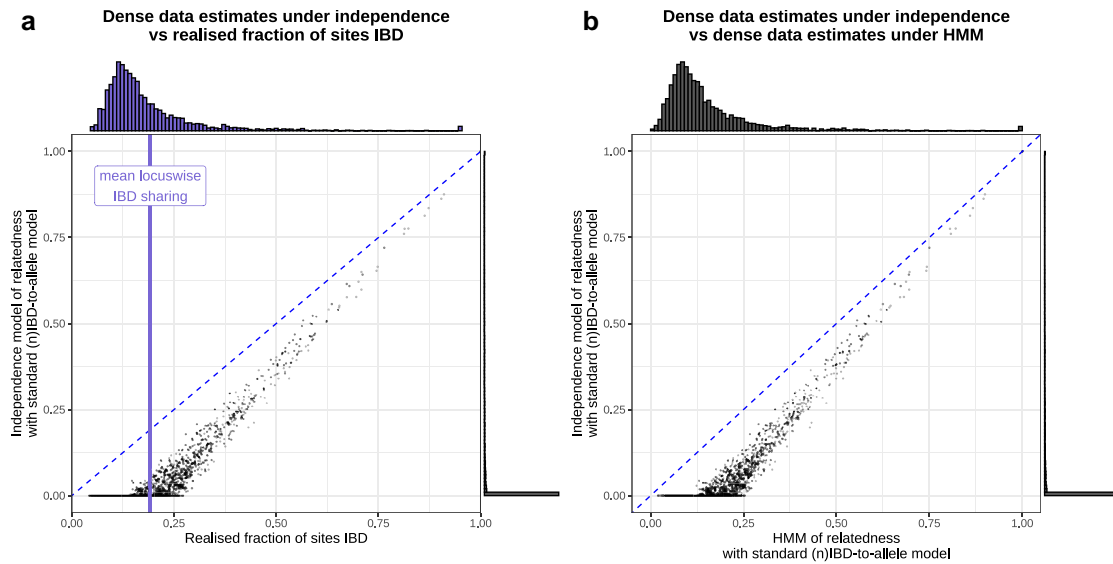 a
Dense data estimates under independence
vs realised fraction of sites IBD
mean locuswise
IBD sharing
1.00
0.75
0.50
0.25
0.00
Independence model of relatedness
with standard (n)IBD-to-allele model
0.00 0.25 0.50 0.75 1.00
Realised fraction of sites IBD
b
Dense data estimates under independence
vs dense data estimates under HMM
1.00
0.75
0.50
0.25
0.00
Independence model of relatedness
with standard (n)IBD-to-allele model
0.00 0.25 0.50 0.75 1.00
HMM of relatedness
with standard (n)IBD-to-allele model